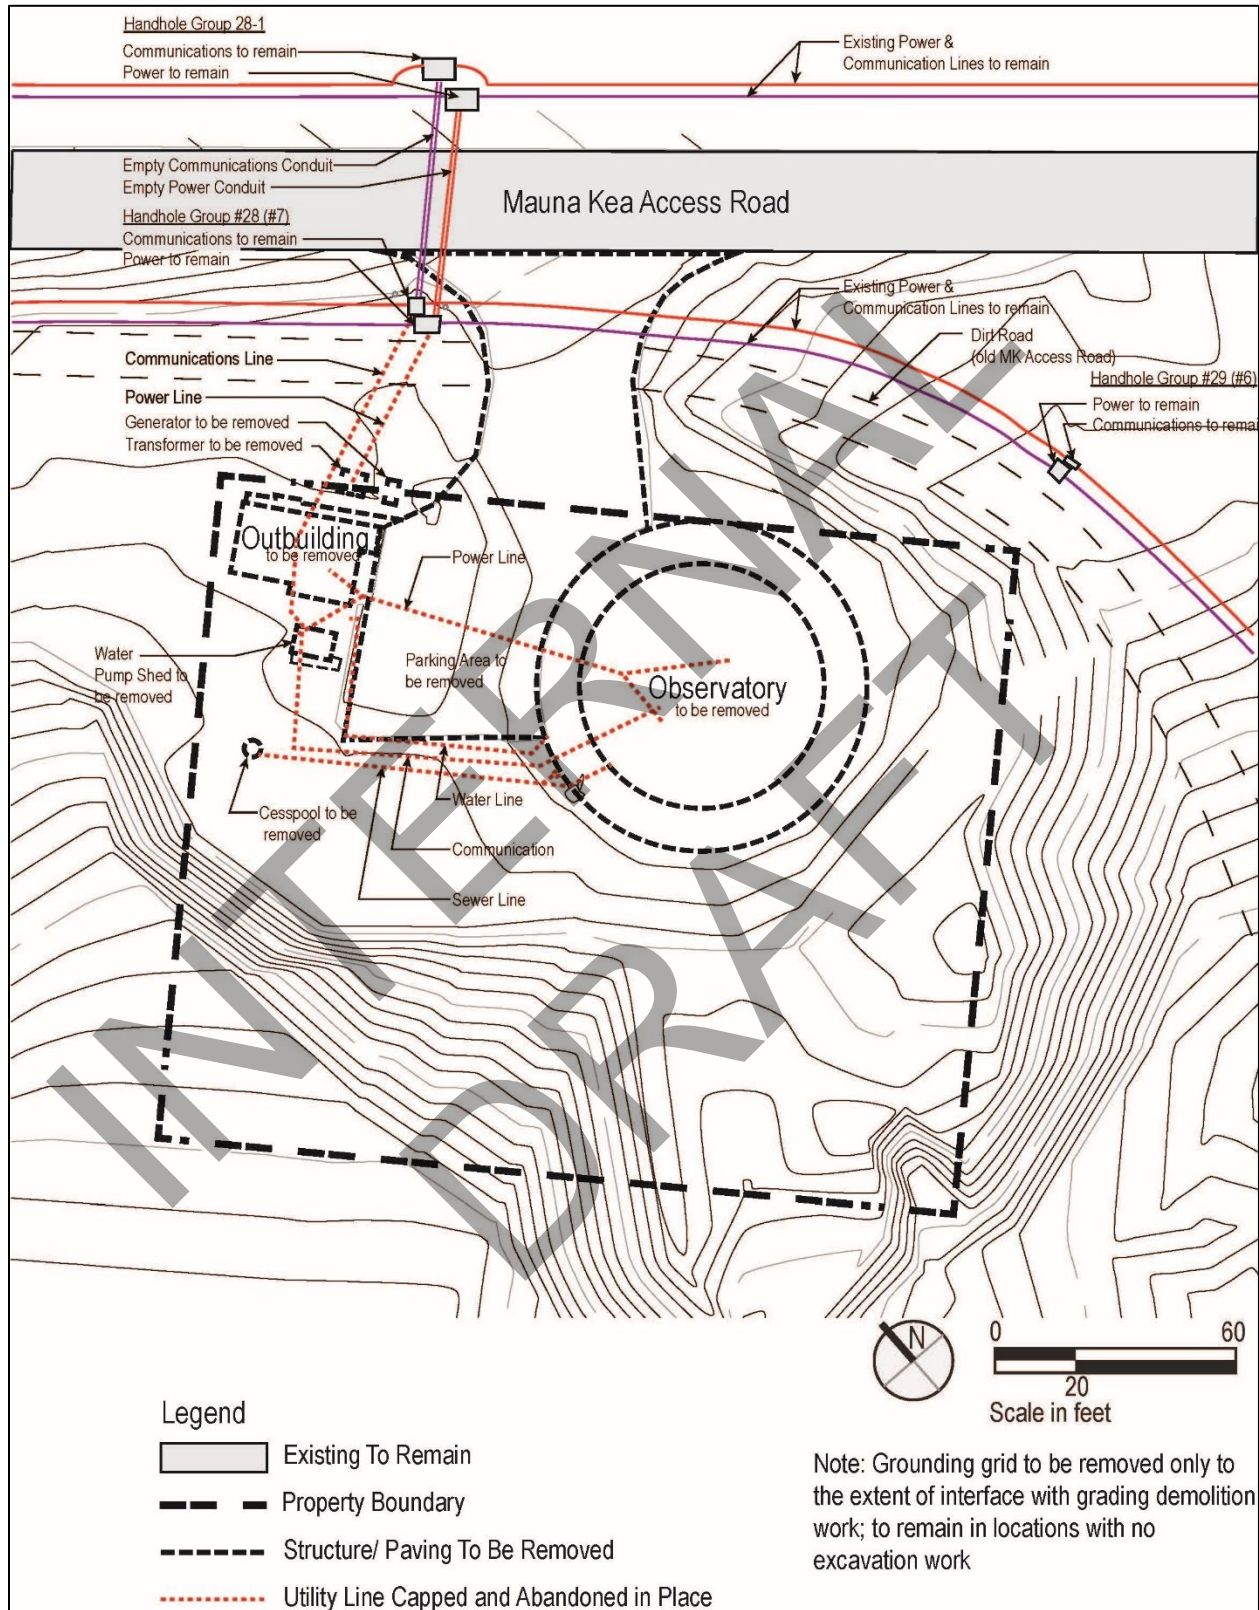 Handhole Group 28-1
Communications to remain
Power to remain
Existing Power &
Communication Lines to remain
Empty Communications Conduit
Empty Power Conduit
Mauna Kea Access Road
Handhole Group #28 (#7)
Communications to remain
Power to remain
Existing Power &
Communication Lines to remain
Dirt Road
(old MK Access Road)
Handhole Group #29 (#6)
Power to remain
Communications to remai
Communications Line
Power Line
Generator to be removed
Transformer to be removed
Outbuilding
to be removed
Power Line
Water
Pump Shed to
be removed
Parking Area to
be removed
Observatory
to be removed
Cesspool to be
removed
Water Line
Communication
Sewer Line
INTERNAL
DRAFT
N
0 60
20
Scale in feet
Legend
Existing To Remain
Property Boundary
Structure/ Paving To Be Removed
Utility Line Capped and Abandoned in Place
Note: Grounding grid to be removed only to
the extent of interface with grading demolition
work; to remain in locations with no
excavation work